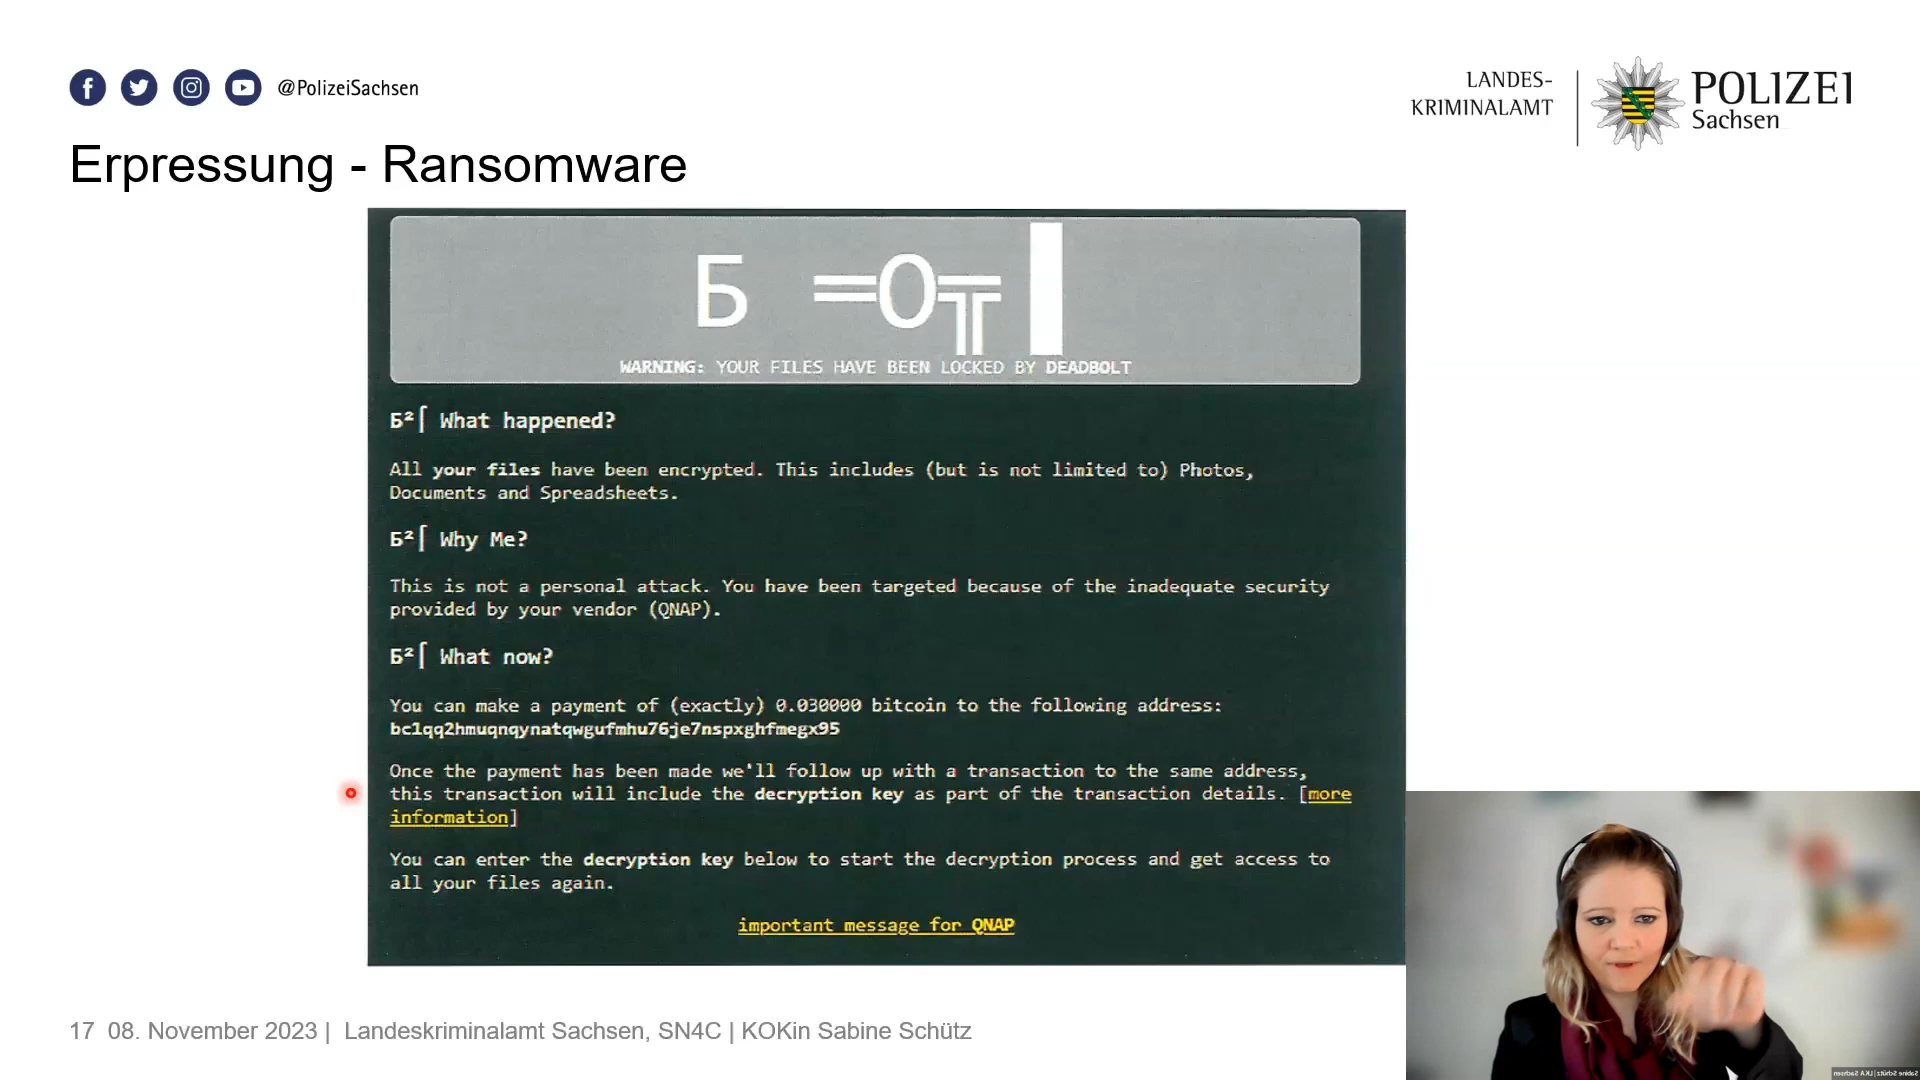 @PolizeiSachsen
LANDES-
KRIMINALAMT
POLIZEI
Sachsen
Erpressung - Ransomware
Б =O╥
WARNING: YOUR FILES HAVE BEEN LOCKED BY DEADBOLT
Б²⌠ What happened?
All your files have been encrypted. This includes (but is not limited to) Photos,
Documents and Spreadsheets.
Б²⌠ Why Me?
This is not a personal attack. You have been targeted because of the inadequate security
provided by your vendor (QNAP).
Б²⌠ What now?
You can make a payment of (exactly) 0.030000 bitcoin to the following address:
bc1qq2hmuqnqynatqwgufmhu76je7nspxghfmegx95
Once the payment has been made we'll follow up with a transaction to the same address,
this transaction will include the decryption key as part of the transaction details. [more
information]
You can enter the decryption key below to start the decryption process and get access to
all your files again.
important message for QNAP
17 08. November 2023 | Landeskriminalamt Sachsen, SN4C | KOKin Sabine Schütz
Sabine Schütz | LKA Sachsen